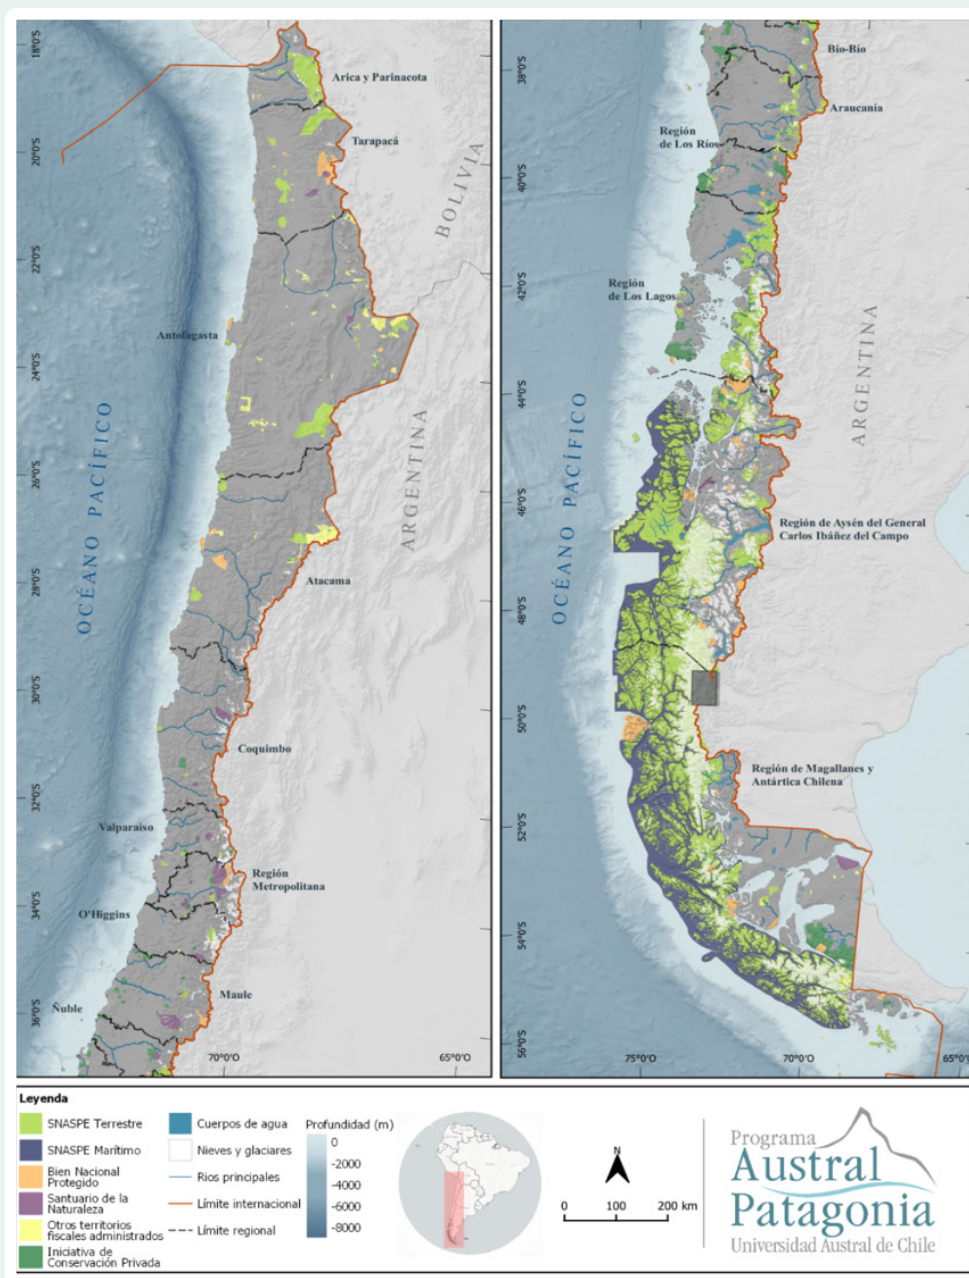 18°0'S
20°0'S
22°0'S
24°0'S
26°0'S
28°0'S
30°0'S
32°0'S
34°0'S
36°0'S
Arica y Parinacota
Tarapacá
BOLIVIA
Antofagasta
OCÉANO PACÍFICO
ARGENTINA
Atacama
Coquimbo
Valparaíso
Región
Metropolitana
O'Higgins
Maule
Ñuble
70°0'O
65°0'O
38°0'S
40°0'S
42°0'S
44°0'S
46°0'S
48°0'S
50°0'S
52°0'S
54°0'S
56°0'S
Bío-Bío
Araucanía
Región
de Los Ríos
Región
de Los Lagos
ARGENTINA
OCÉANO PACÍFICO
Región de Aysén del General
Carlos Ibáñez del Campo
Región de Magallanes y
Antártica Chilena
75°0'O
70°0'O
65°0'
Leyenda
SNASPE Terrestre
SNASPE Marítimo
Bien Nacional
Protegido
Santuario de la
Naturaleza
Otros territorios
fiscales administrados
Iniciativa de
Conservación Privada
Cuerpos de agua
Nieves y glaciares
Rios principales
Límite internacional
Límite regional
Profundidad (m)
0
-2000
-4000
-6000
-8000
N
0 100 200 km
Programa
Austral
Patagonia
Universidad Austral de Chile